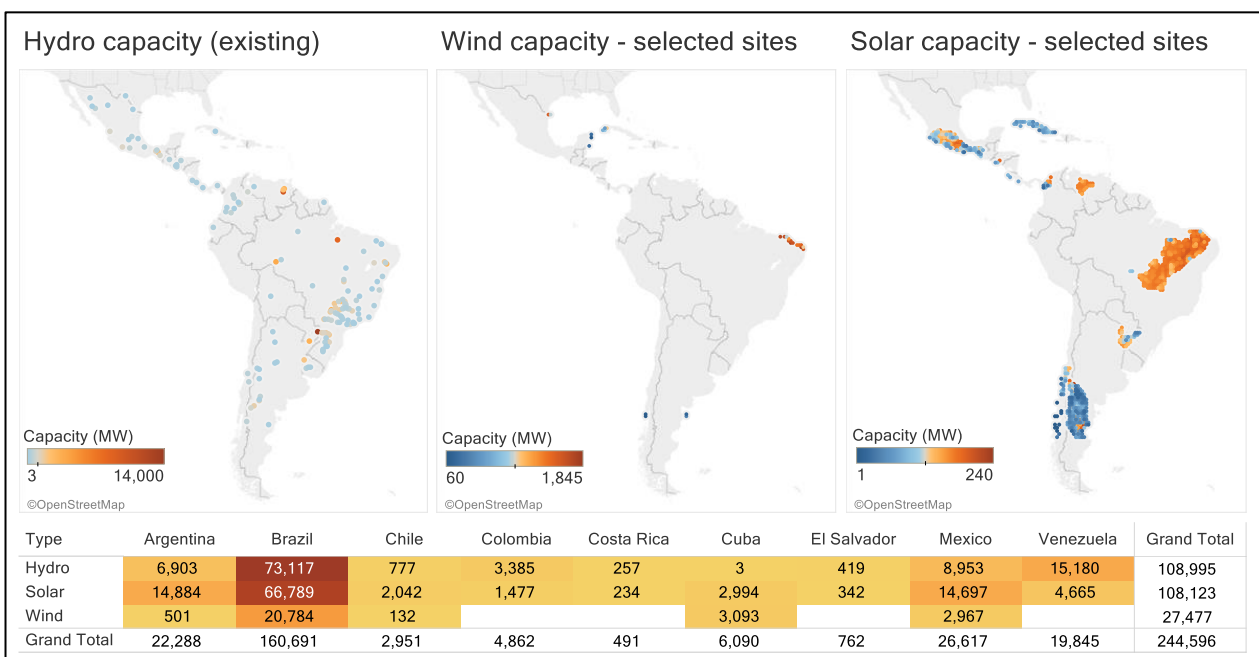 Hydro capacity (existing) Wind capacity - selected sites Solar capacity - selected sites
Capacity (MW)
3 14,000
©OpenStreetMap
Capacity (MW)
60 1,845
©OpenStreetMap
Capacity (MW)
1 240
©OpenStreetMap
Type Argentina Brazil Chile Colombia Costa Rica Cuba El Salvador Mexico Venezuela Grand Total
Hydro 6,903 73,117 777 3,385 257 3 419 8,953 15,180 108,995
Solar 14,884 66,789 2,042 1,477 234 2,994 342 14,697 4,665 108,123
Wind 501 20,784 132 3,093 2,967 27,477
Grand Total 22,288 160,691 2,951 4,862 491 6,090 762 26,617 19,845 244,596